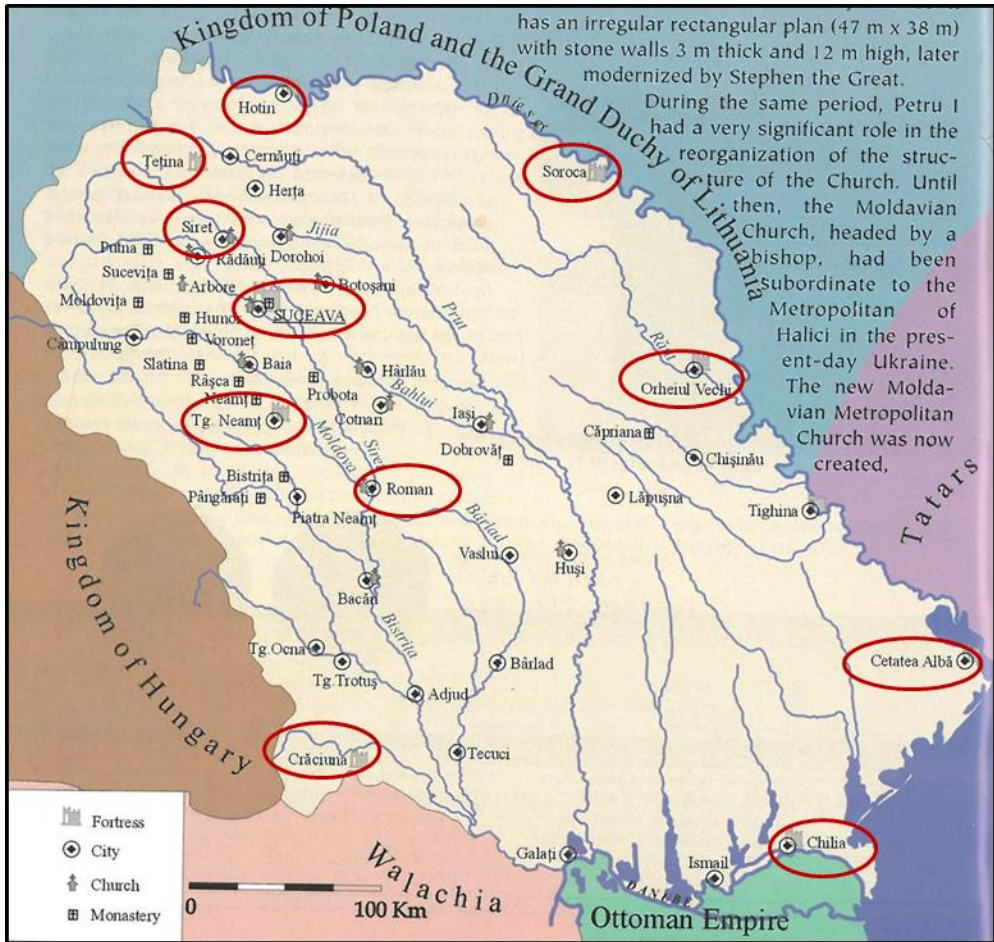 Kingdom of Poland and the Grand Duchy of Lithuania
has an irregular rectangular plan (47 m x 38 m)
with stone walls 3 m thick and 12 m high, later
modernized by Stephen the Great.
During the same period, Petru I
had a very significant role in the
reorganization of the struc-
ture of the Church. Until
then, the Moldavian
Church, headed by a
bishop, had been
subordinate to the
Metropolitan of
Halici in the pres-
ent-day Ukraine.
The new Molda-
vian Metropolitan
Church was now
created,
Hotin
Dniester
Țețina
Cernăuți
Soroca
Herța
Siret
Jijia
Putna
Rădăuți
Dorohoi
Sucevița
Arbore
Botoșani
Moldovița
Humor
SUCEAVA
Prut
Câmpulung
Voroneț
Răut
Slatina
Baia
Hârlău
Orheiul Vechi
Râșca
Probota
Bahlui
Neamț
Cotnari
Tg. Neamț
Iași
Căpriana
Moldova
Siret
Dobrovăț
Chișinău
Bistrița
Roman
Lăpușna
Pângărați
Tighina
Tatars
Piatra Neamț
Bârlad
Vaslui
Huși
Kingdom of Hungary
Bacău
Bistrita
Tg.Ocna
Bârlad
Cetatea Albă
Tg.Trotuș
Adjud
Crăciuna
Tecuci
Fortress
City
Church
Monastery
Walachia
Galați
Chilia
Ismail
DANUBE
0
100 Km
Ottoman Empire